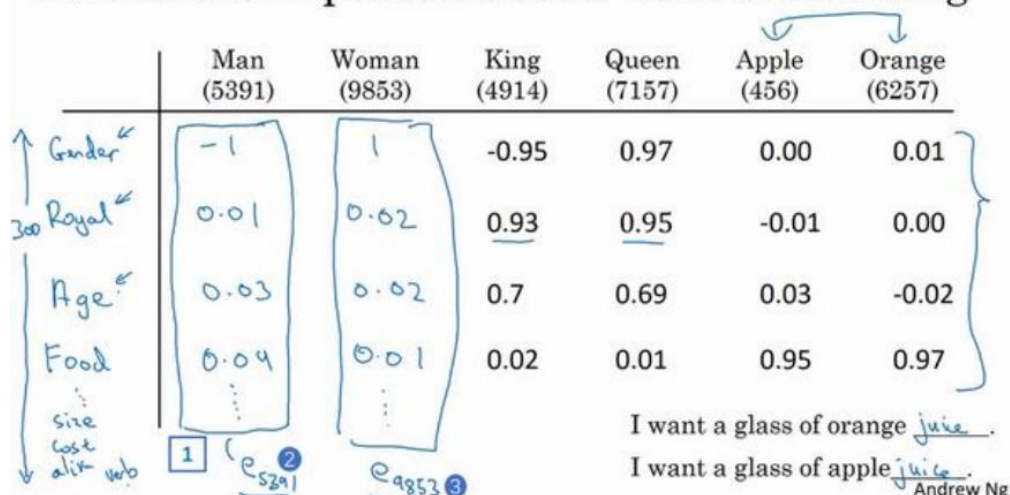 Man Woman King Queen Apple Orange
(5391) (9853) (4914) (7157) (456) (6257)
Gender -1 1 -0.95 0.97 0.00 0.01
300 Royal 0.01 0.02 0.93 0.95 -0.01 0.00
Age 0.03 0.02 0.7 0.69 0.03 -0.02
Food 0.04 0.01 0.02 0.01 0.95 0.97
size
cost
I want a glass of orange juice.
1 e5391 2 e9853 3
alive verb
I want a glass of apple juice.
Andrew Ng